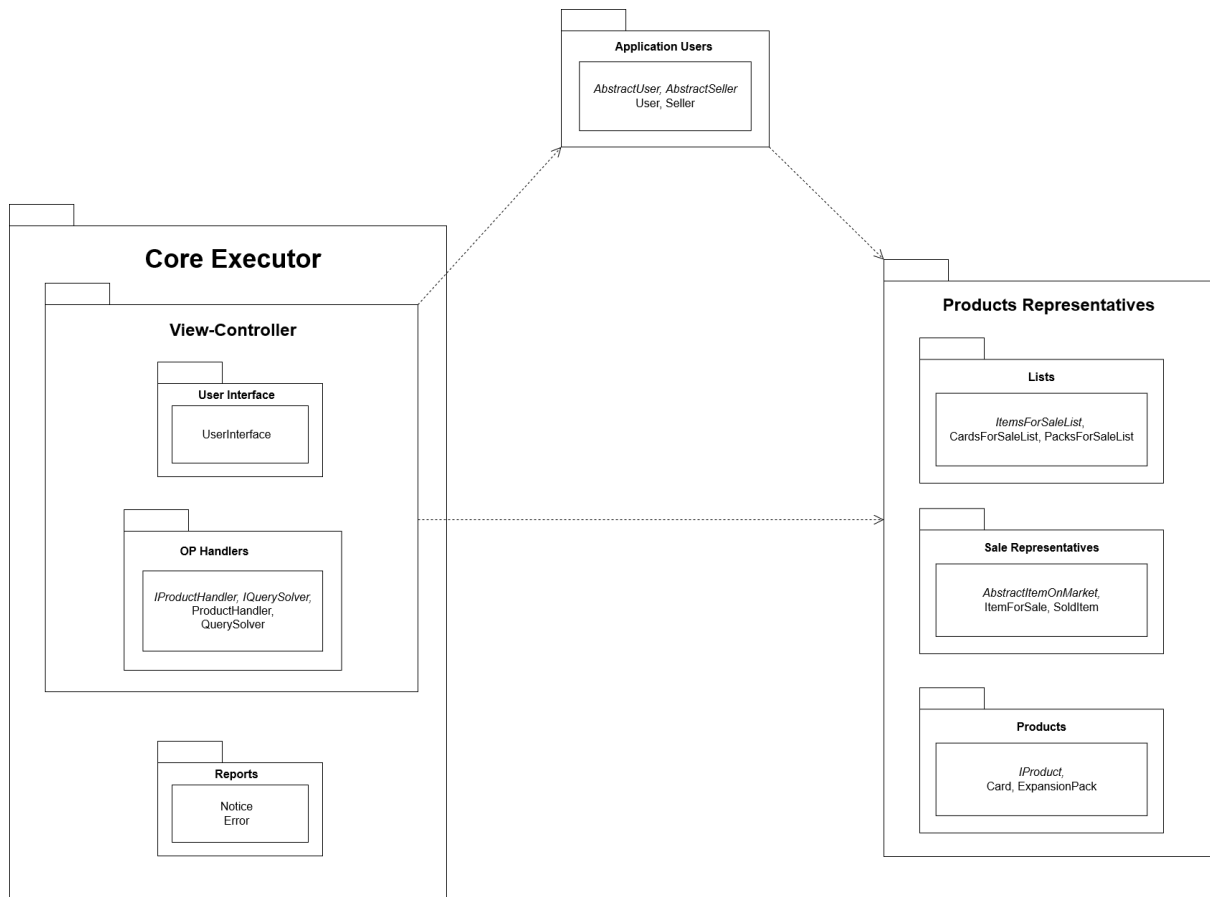 Application Users
AbstractUser, AbstractSeller
User, Seller
Core Executor
View-Controller
User Interface
UserInterface
OP Handlers
IProductHandler, IQuerySolver,
ProductHandler,
QuerySolver
Reports
Notice
Error
Products Representatives
Lists
ItemsForSaleList,
CardsForSaleList, PacksForSaleList
Sale Representatives
AbstractItemOnMarket,
ItemForSale, SoldItem
Products
IProduct,
Card, ExpansionPack